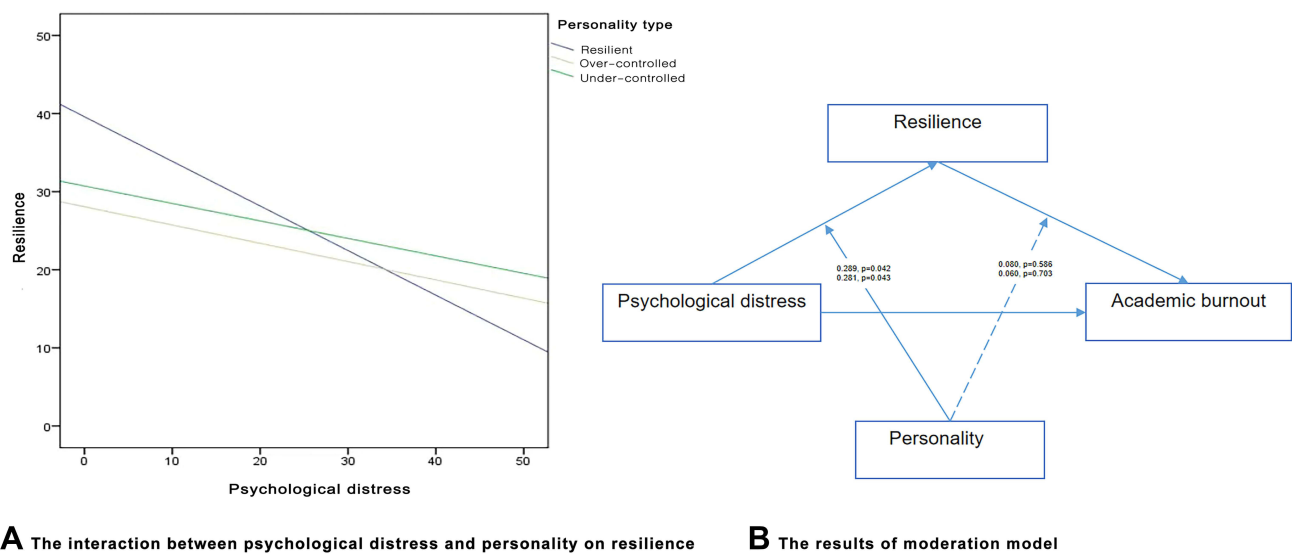 Personality type
Resilient
Over-controlled
Under-controlled
50
40
30
20
10
0
Resilience
0 10 20 30 40 50
Psychological distress
A The interaction between psychological distress and personality on resilience
Resilience
0.289, p=0.042
0.281, p=0.043
0.080, p=0.586
0.060, p=0.703
Psychological distress
Academic burnout
Personality
B The results of moderation model